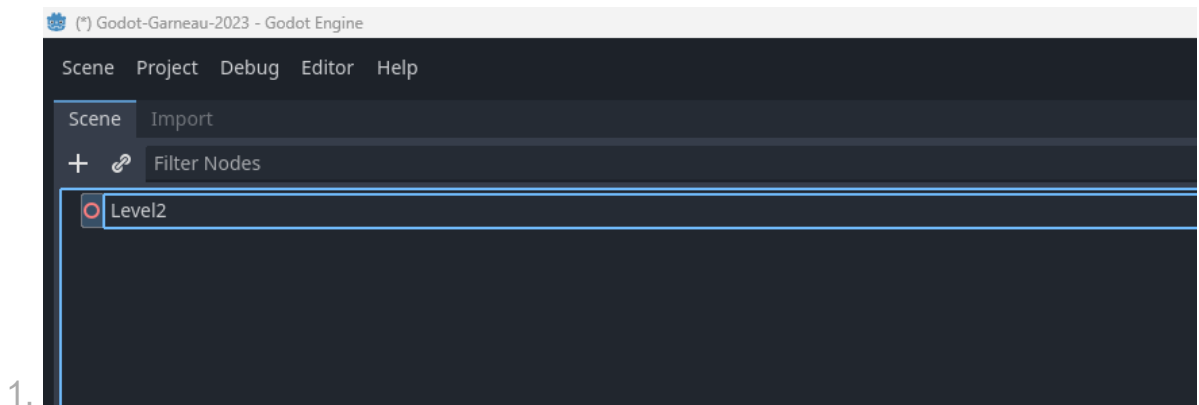 (*) Godot-Garneau-2023 - Godot Engine
Scene Project Debug Editor Help
Scene Import
Filter Nodes
Level2
1.